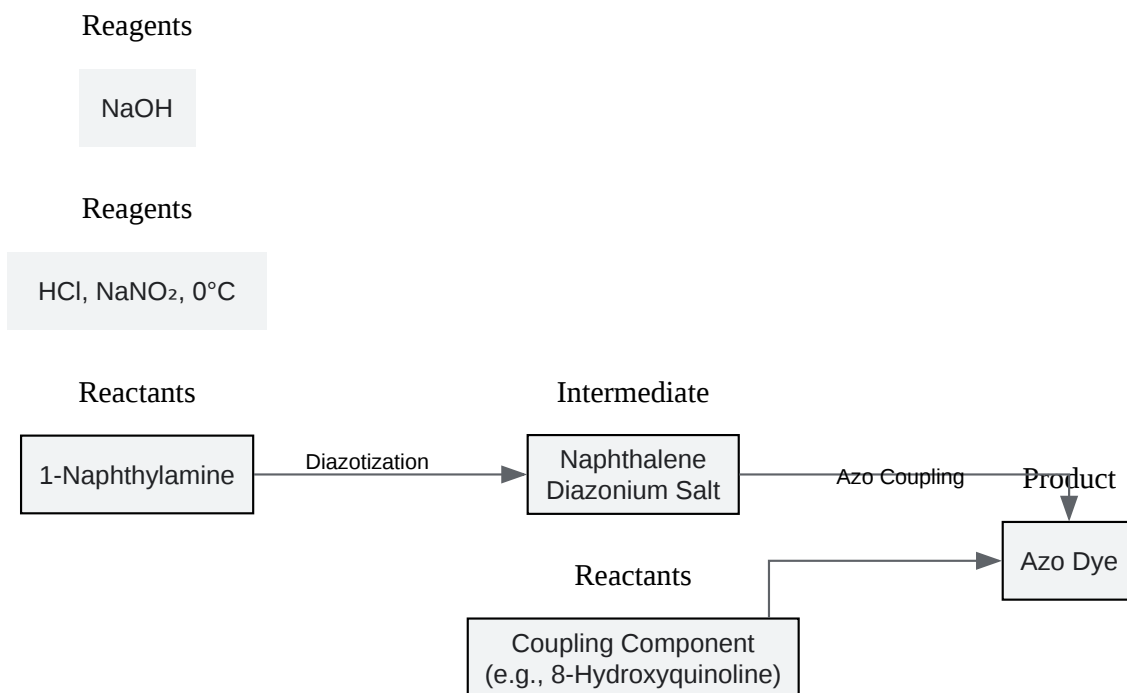 Reagents
NaOH
Reagents
HCl, NaNO₂, 0°C
Reactants
Intermediate
1-Naphthylamine
Diazotization
Naphthalene
Diazonium Salt
Azo Coupling
Product
Azo Dye
Reactants
Coupling Component
(e.g., 8-Hydroxyquinoline)